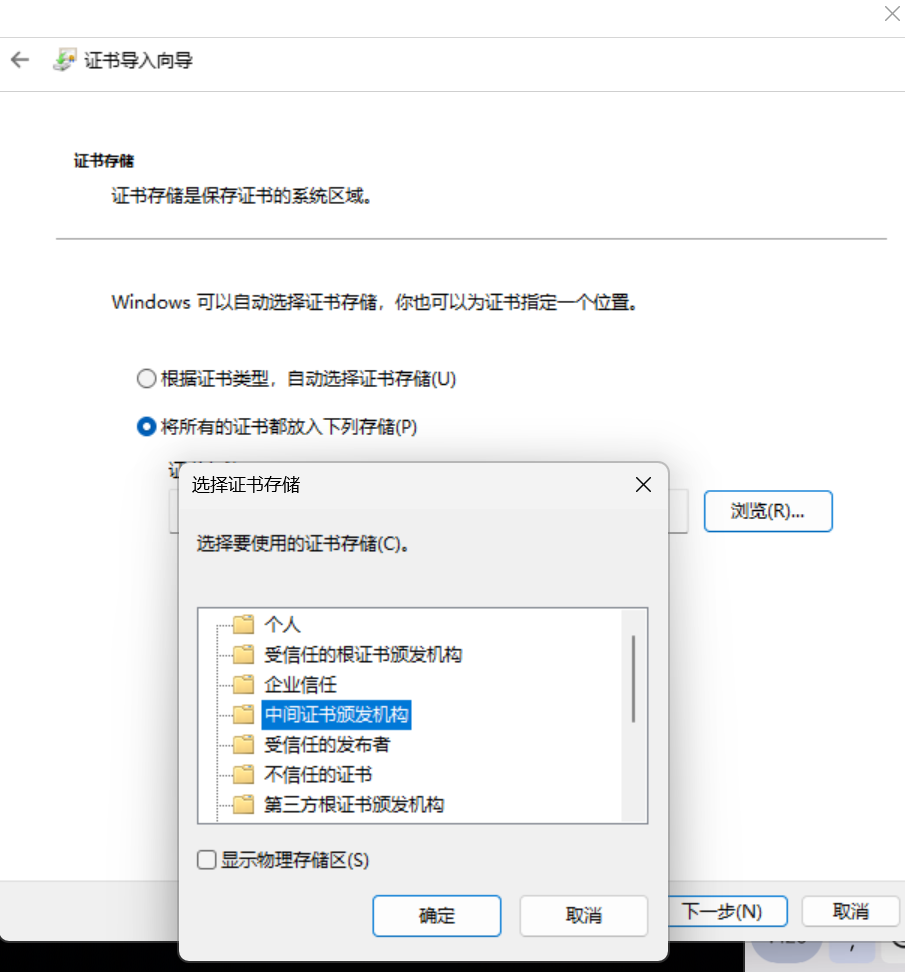 证书导入向导
证书存储
证书存储是保存证书的系统区域。
Windows 可以自动选择证书存储，你也可以为证书指定一个位置。
根据证书类型，自动选择证书存储(U)
将所有的证书都放入下列存储(P)
选择证书存储
浏览(R)...
选择要使用的证书存储(C)。
个人
受信任的根证书颁发机构
企业信任
中间证书颁发机构
受信任的发布者
不信任的证书
第三方根证书颁发机构
显示物理存储区(S)
确定
取消
下一步(N)
取消